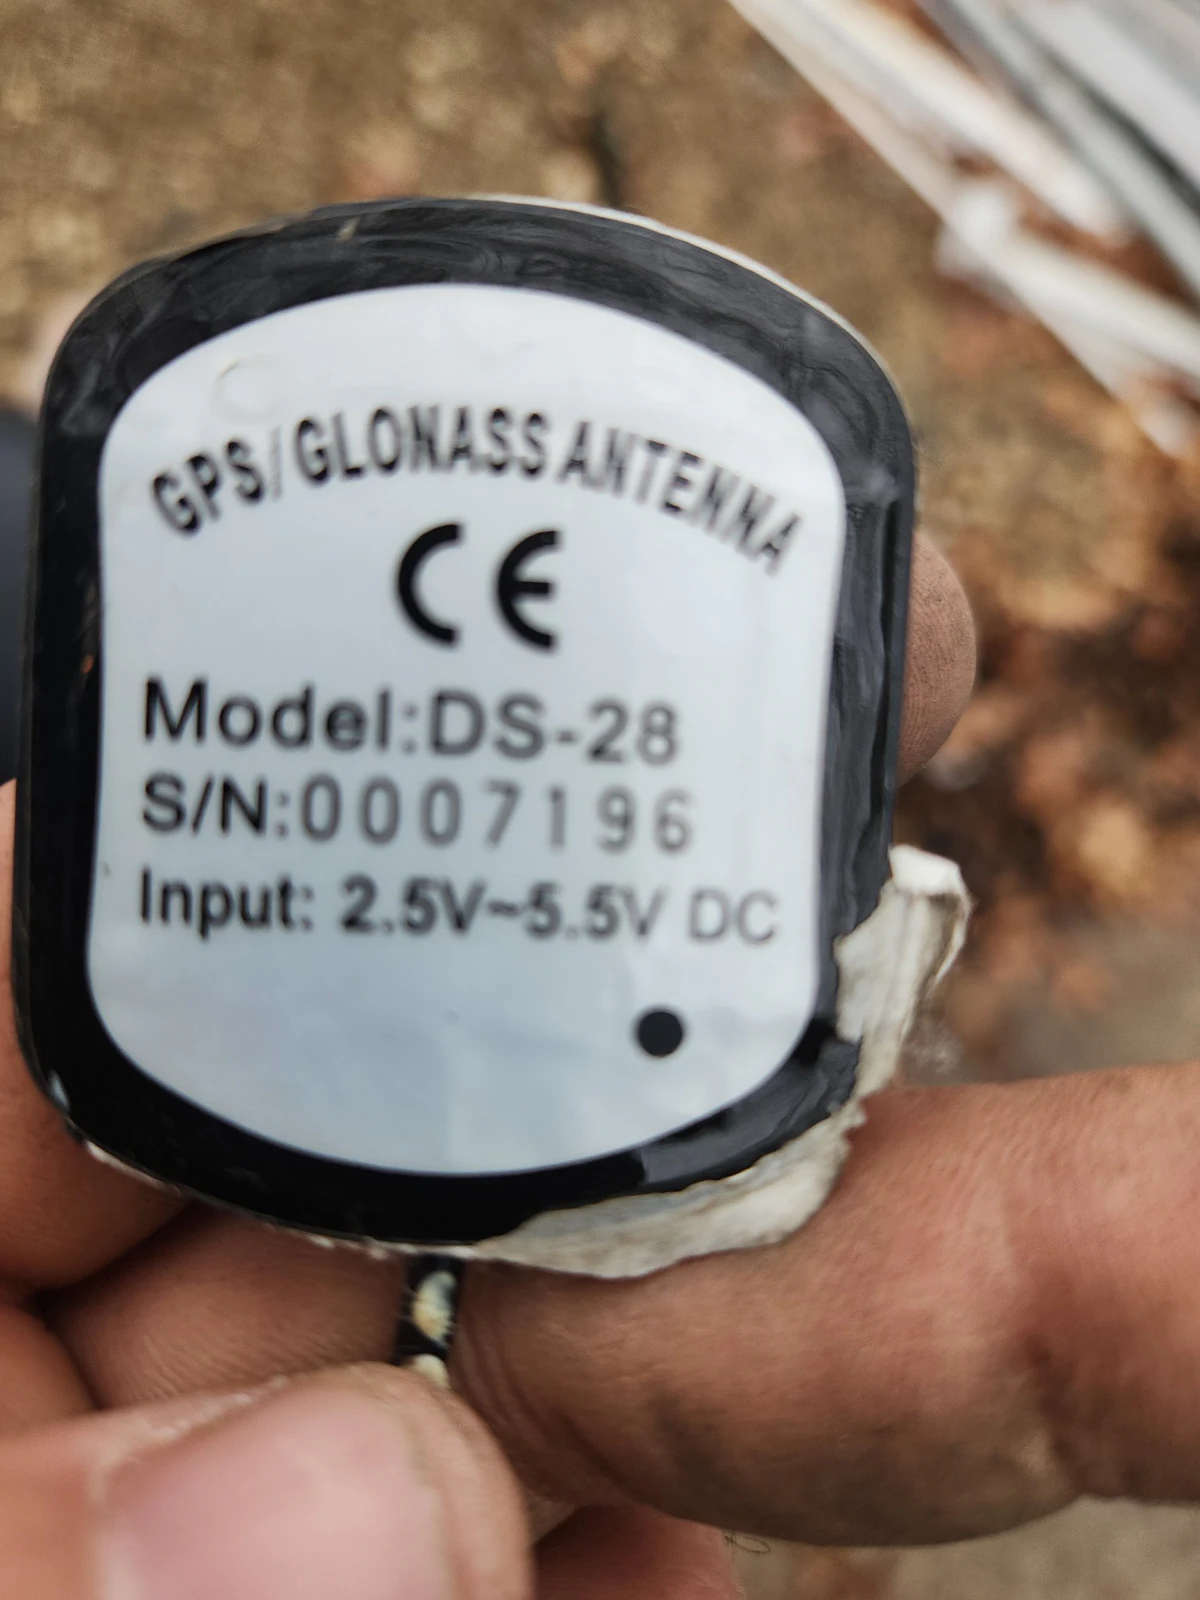 GPS/GLONASS ANTENNA
CE
Model:DS-28
S/N:0007196
Input: 2.5V~5.5V DC